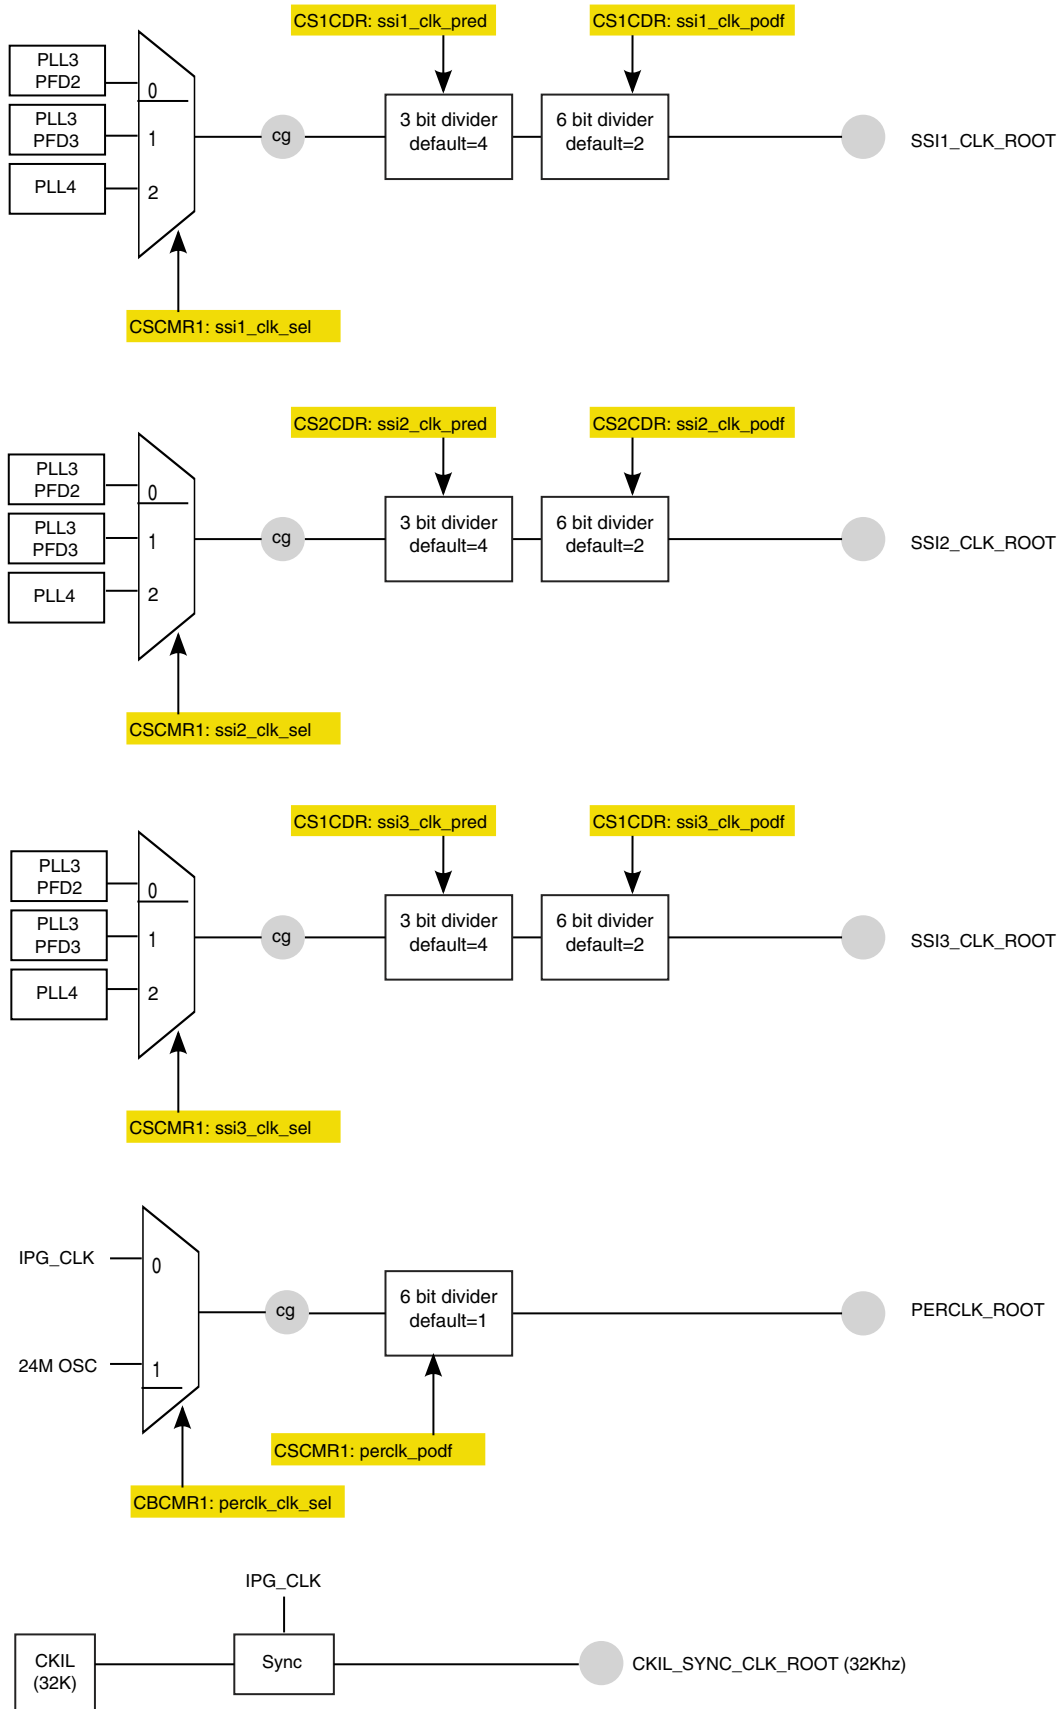 CS1CDR: ssi1_clk_pred
CS1CDR: ssi1_clk_podf
PLL3
PFD2
0
PLL3
PFD3
1
PLL4
2
cg
3 bit divider
default=4
6 bit divider
default=2
SSI1_CLK_ROOT
CSCMR1: ssi1_clk_sel
CS2CDR: ssi2_clk_pred
CS2CDR: ssi2_clk_podf
PLL3
PFD2
0
PLL3
PFD3
1
PLL4
2
cg
3 bit divider
default=4
6 bit divider
default=2
SSI2_CLK_ROOT
CSCMR1: ssi2_clk_sel
CS1CDR: ssi3_clk_pred
CS1CDR: ssi3_clk_podf
PLL3
PFD2
0
PLL3
PFD3
1
PLL4
2
cg
3 bit divider
default=4
6 bit divider
default=2
SSI3_CLK_ROOT
CSCMR1: ssi3_clk_sel
IPG_CLK
0
24M OSC
1
cg
6 bit divider
default=1
PERCLK_ROOT
CSCMR1: perclk_podf
CBCMR1: perclk_clk_sel
IPG_CLK
CKIL
(32K)
Sync
CKIL_SYNC_CLK_ROOT (32Khz)